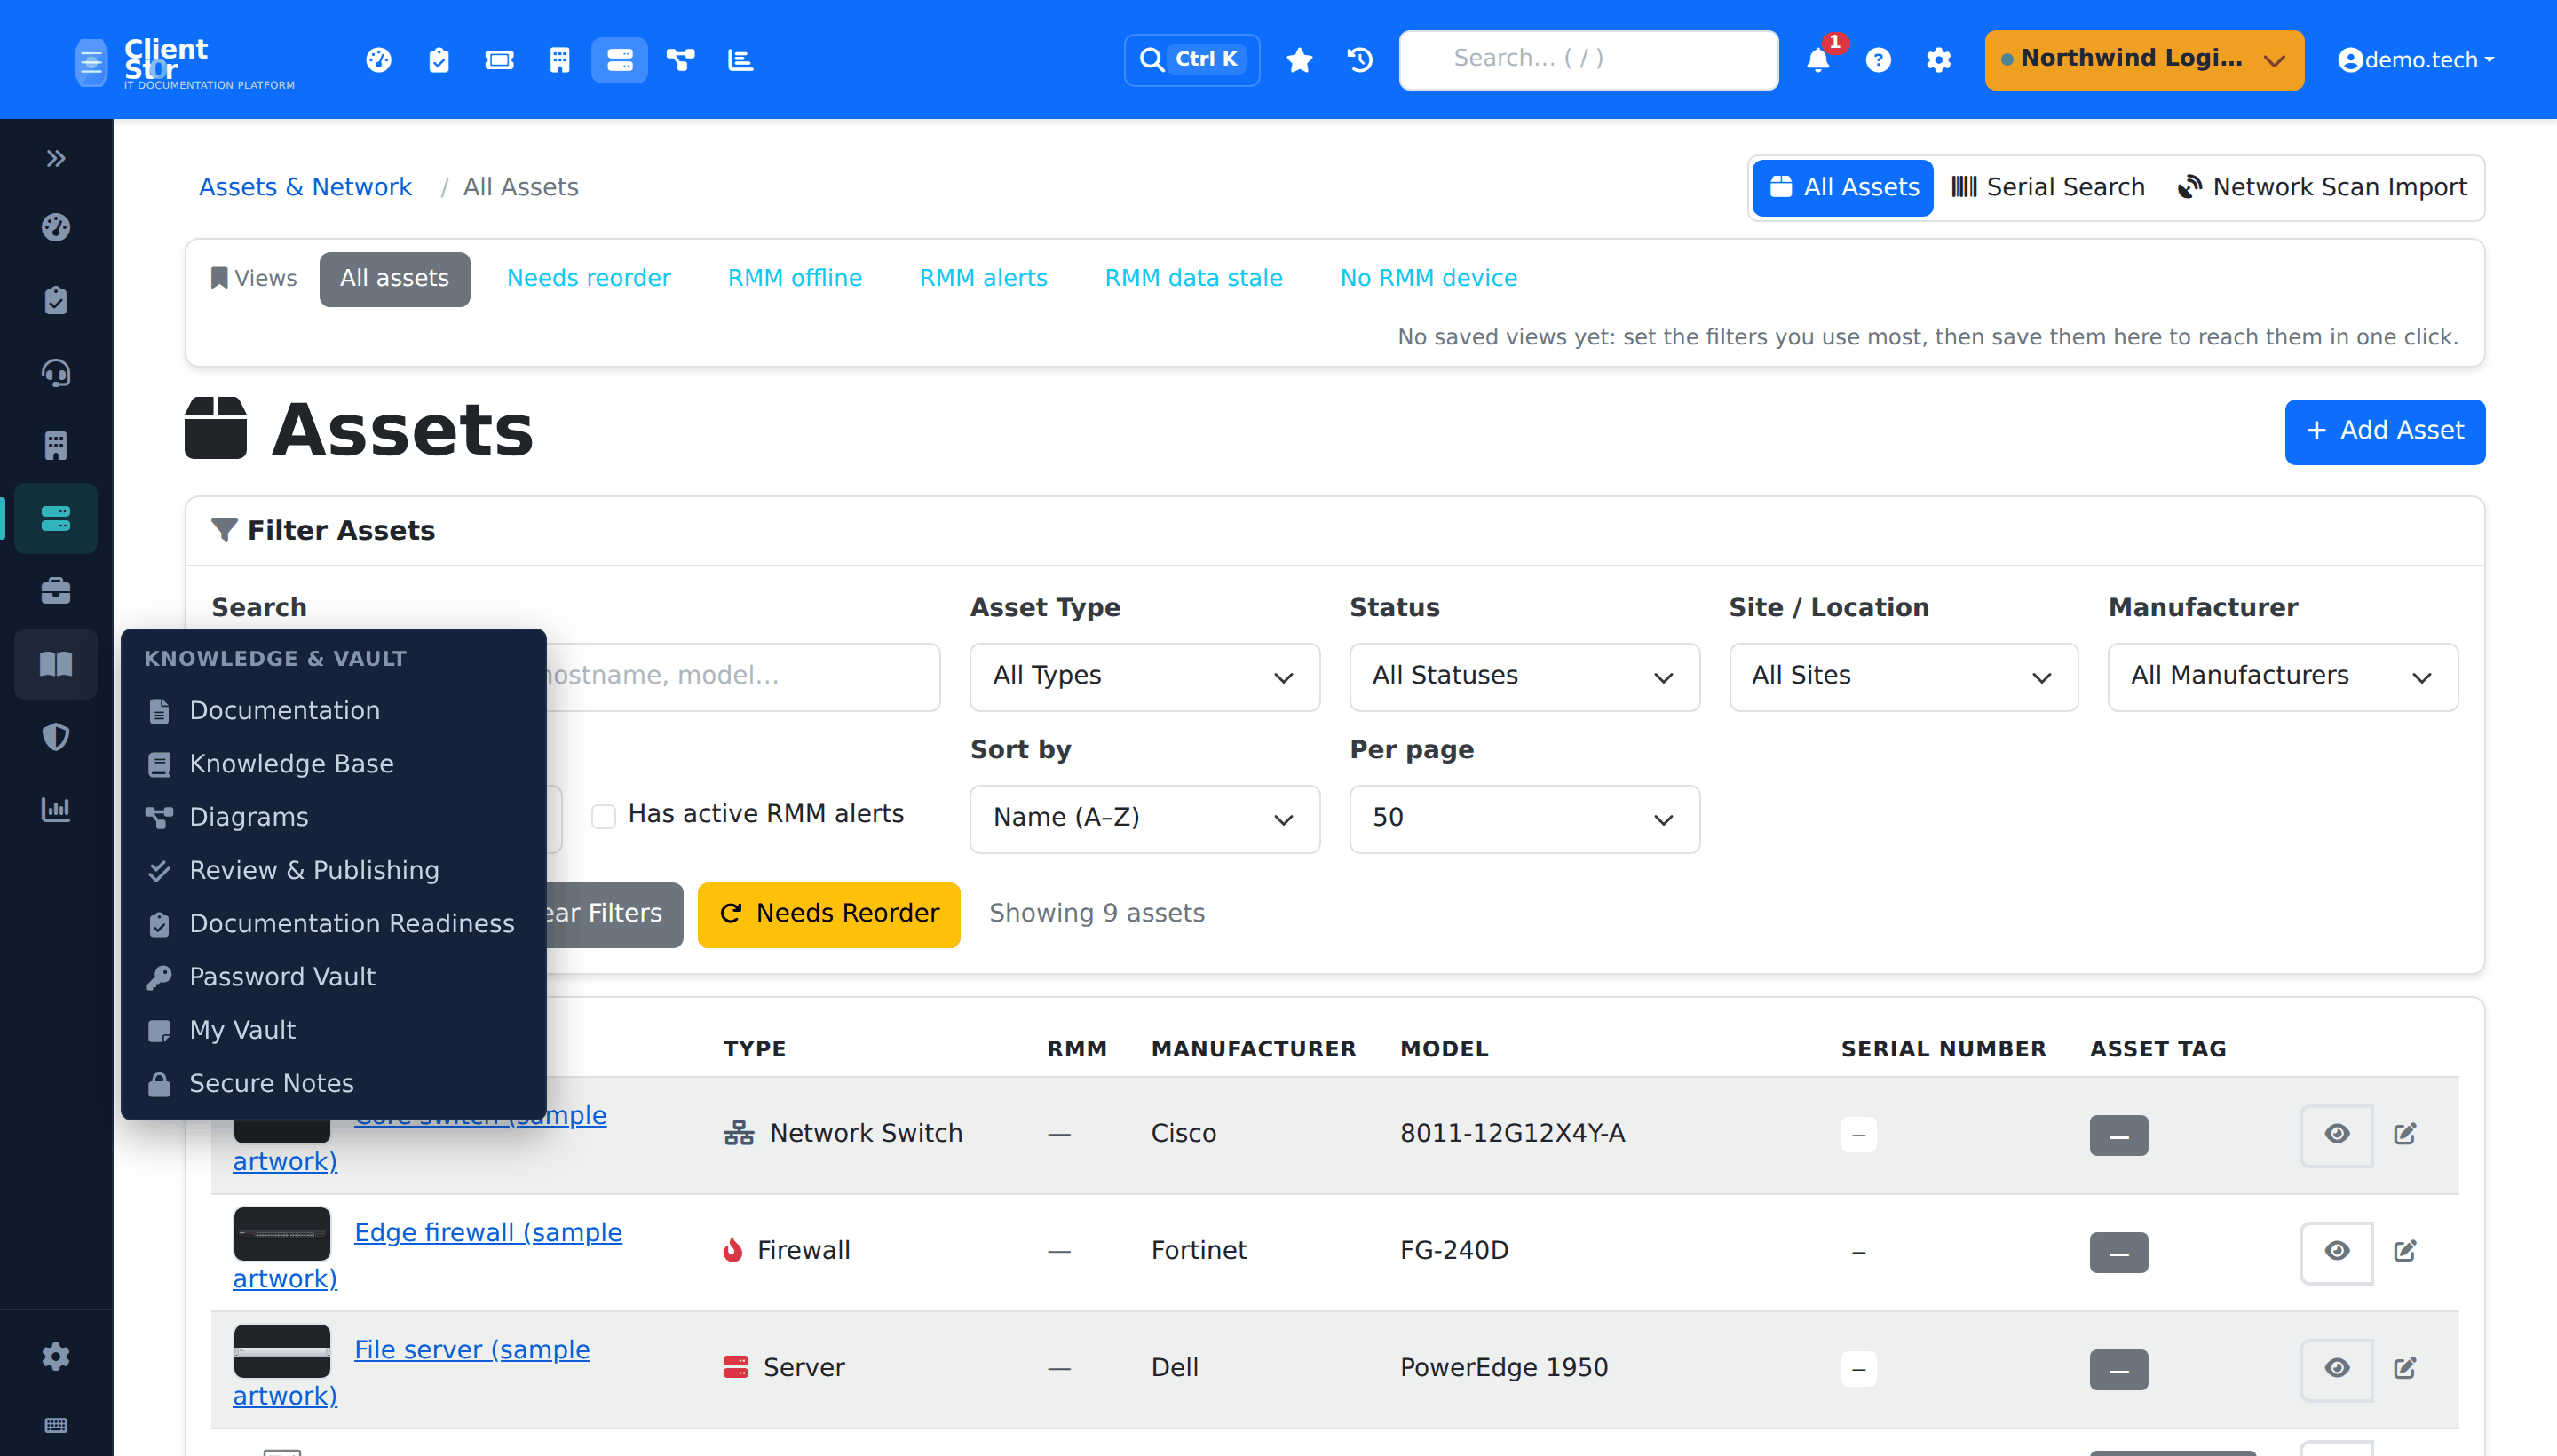 Client
St0r
IT DOCUMENTATION PLATFORM
Ctrl K
Search... ( / )
1
Northwind Logi...
demo.tech
Assets & Network / All Assets
All Assets
Serial Search
Network Scan Import
Views
All assets
Needs reorder
RMM offline
RMM alerts
RMM data stale
No RMM device
No saved views yet: set the filters you use most, then save them here to reach them in one click.
Assets
+ Add Asset
Filter Assets
Search
Asset Type
Status
Site / Location
Manufacturer
hostname, model...
All Types
All Statuses
All Sites
All Manufacturers
Sort by
Per page
Has active RMM alerts
Name (A–Z)
50
ear Filters
Needs Reorder
Showing 9 assets
KNOWLEDGE & VAULT
Documentation
Knowledge Base
Diagrams
Review & Publishing
Documentation Readiness
Password Vault
My Vault
Secure Notes
TYPE RMM MANUFACTURER MODEL SERIAL NUMBER ASSET TAG
Core switch (sample
artwork)
Network Switch — Cisco 8011-12G12X4Y-A – —
Edge firewall (sample
artwork)
Firewall — Fortinet FG-240D – —
File server (sample
artwork)
Server — Dell PowerEdge 1950 – —